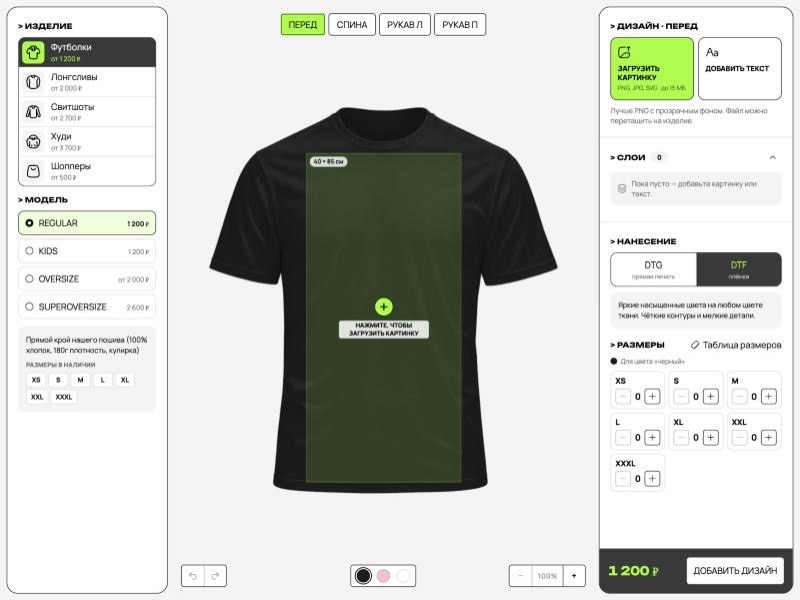 > ИЗДЕЛИЕ
Футболки
от 1 200 ₽
Лонгсливы
от 2 000 ₽
Свитшоты
от 2 700 ₽
Худи
от 3 700 ₽
Шопперы
от 500 ₽
> МОДЕЛЬ
REGULAR 1 200 ₽
KIDS 1 200 ₽
OVERSIZE от 2 000 ₽
SUPEROVERSIZE 2 600 ₽
Прямой крой нашего пошива (100%
хлопок, 180г плотность, кулирка)
РАЗМЕРЫ В НАЛИЧИИ
XS S M L XL
XXL XXXL
ПЕРЕД СПИНА РУКАВ Л РУКАВ П
40 × 85 см
+
НАЖМИТЕ, ЧТОБЫ
ЗАГРУЗИТЬ КАРТИНКУ
− 100% +
> ДИЗАЙН · ПЕРЕД
ЗАГРУЗИТЬ
КАРТИНКУ
PNG, JPG, SVG · до 15 МБ
Aa
ДОБАВИТЬ ТЕКСТ
Лучше PNG с прозрачным фоном. Файл можно
перетащить на изделие.
> СЛОИ 0
Пока пусто — добавьте картинку или
текст.
> НАНЕСЕНИЕ
DTG
прямая печать
DTF
плёнка
Яркие насыщенные цвета на любом цвете
ткани. Чёткие контуры и мелкие детали.
> РАЗМЕРЫ Таблица размеров
Для цвета «черный»
XS S M
− 0 + − 0 + − 0 +
L XL XXL
− 0 + − 0 + − 0 +
XXXL
− 0 +
1 200 ₽ ДОБАВИТЬ ДИЗАЙН